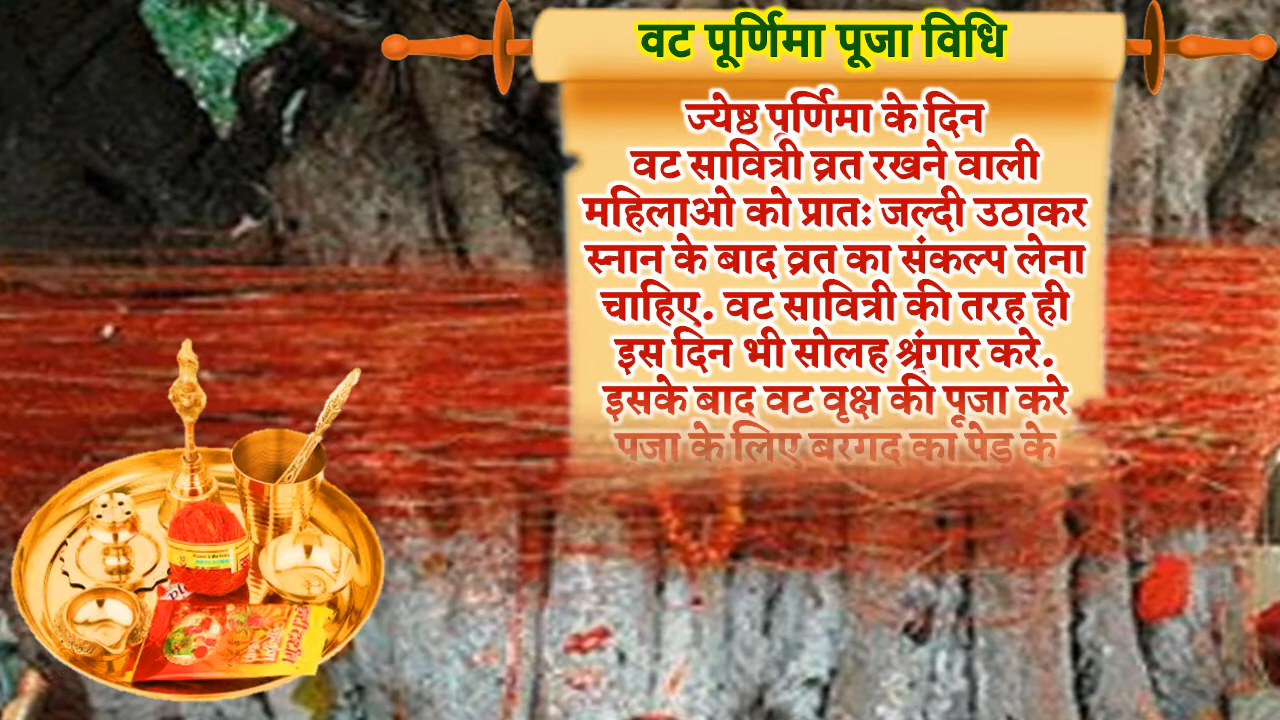 वट पूर्णिमा पूजा विधि
ज्येष्ठ पूर्णिमा के दिन
वट सावित्री व्रत रखने वाली
महिलाओ को प्रातः जल्दी उठाकर
स्नान के बाद व्रत का संकल्प लेना
चाहिए. वट सावित्री की तरह ही
इस दिन भी सोलह श्रृंगार करे.
इसके बाद वट वृक्ष की पूजा करे
पूजा के लिए बरगद का पेड़ के